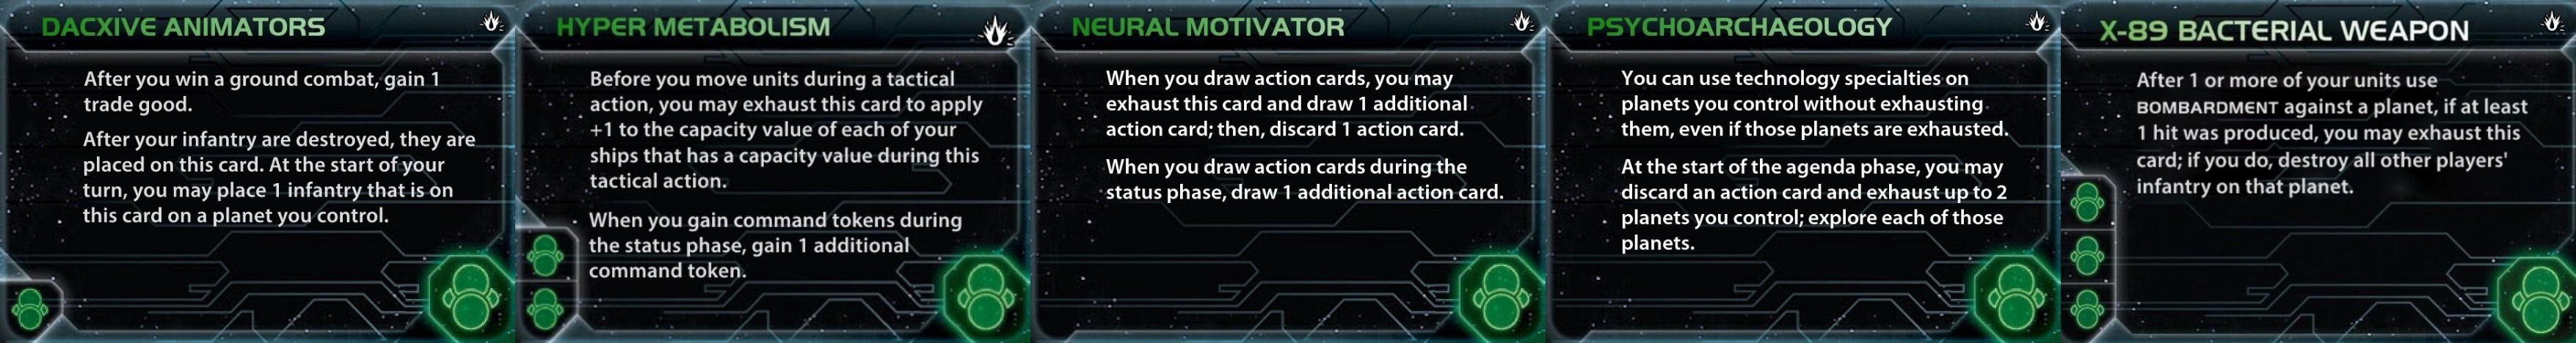 DACXIVE ANIMATORS
After you win a ground combat, gain 1
trade good.
After your infantry are destroyed, they are
placed on this card. At the start of your
turn, you may place 1 infantry that is on
this card on a planet you control.
HYPER METABOLISM
Before you move units during a tactical
action, you may exhaust this card to apply
+1 to the capacity value of each of your
ships that has a capacity value during this
tactical action.
When you gain command tokens during
the status phase, gain 1 additional
command token.
NEURAL MOTIVATOR
When you draw action cards, you may
exhaust this card and draw 1 additional
action card; then, discard 1 action card.
When you draw action cards during the
status phase, draw 1 additional action card.
PSYCHOARCHAEOLOGY
You can use technology specialties on
planets you control without exhausting
them, even if those planets are exhausted.
At the start of the agenda phase, you may
discard an action card and exhaust up to 2
planets you control; explore each of those
planets.
X-89 BACTERIAL WEAPON
After 1 or more of your units use
BOMBARDMENT against a planet, if at least
1 hit was produced, you may exhaust this
card; if you do, destroy all other players'
infantry on that planet.